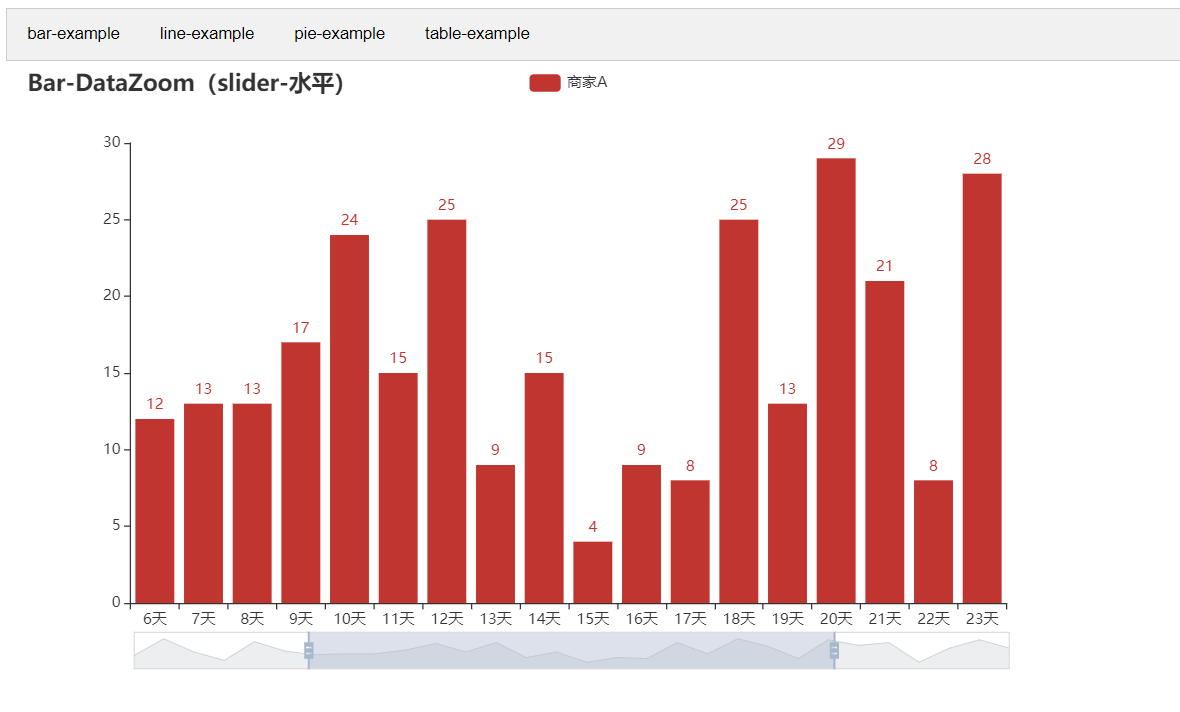 bar-example line-example pie-example table-example
Bar-DataZoom（slider-水平）
商家A
30
25
20
15
10
5
0
12 13 13 17 24 15 25 9 15 4 9 8 25 13 29 21 8 28
6天 7天 8天 9天 10天 11天 12天 13天 14天 15天 16天 17天 18天 19天 20天 21天 22天 23天